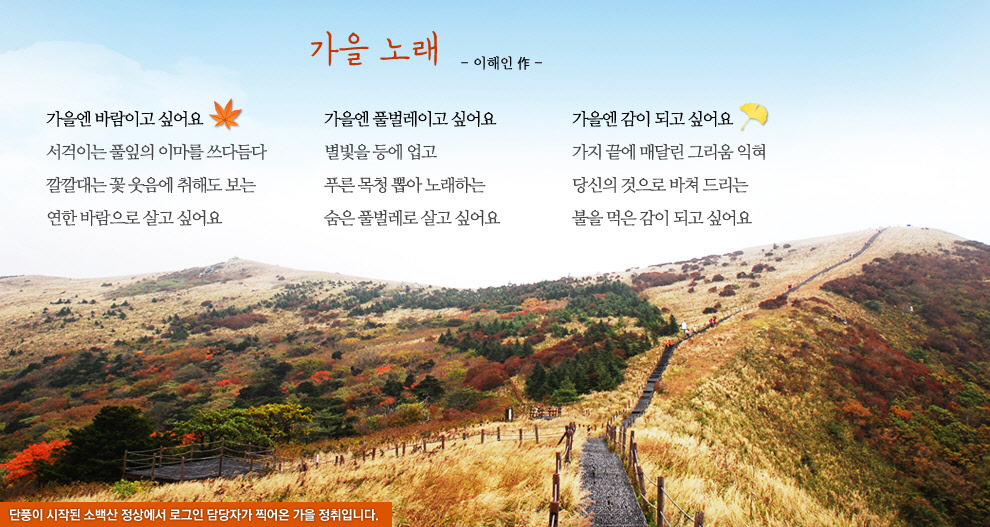 가을 노래
- 이해인 作 -
가을엔 바람이고 싶어요
서걱이는 풀잎의 이마를 쓰다듬다
깔깔대는 꽃 웃음에 취해도 보는
연한 바람으로 살고 싶어요
가을엔 풀벌레이고 싶어요
별빛을 등에 업고
푸른 목청 뽑아 노래하는
숨은 풀벌레로 살고 싶어요
가을엔 감이 되고 싶어요
가지 끝에 매달린 그리움 익혀
당신의 것으로 바쳐 드리는
불을 먹은 감이 되고 싶어요
단풍이 시작된 소백산 정상에서 로그인 담당자가 찍어온 가을 정취입니다.